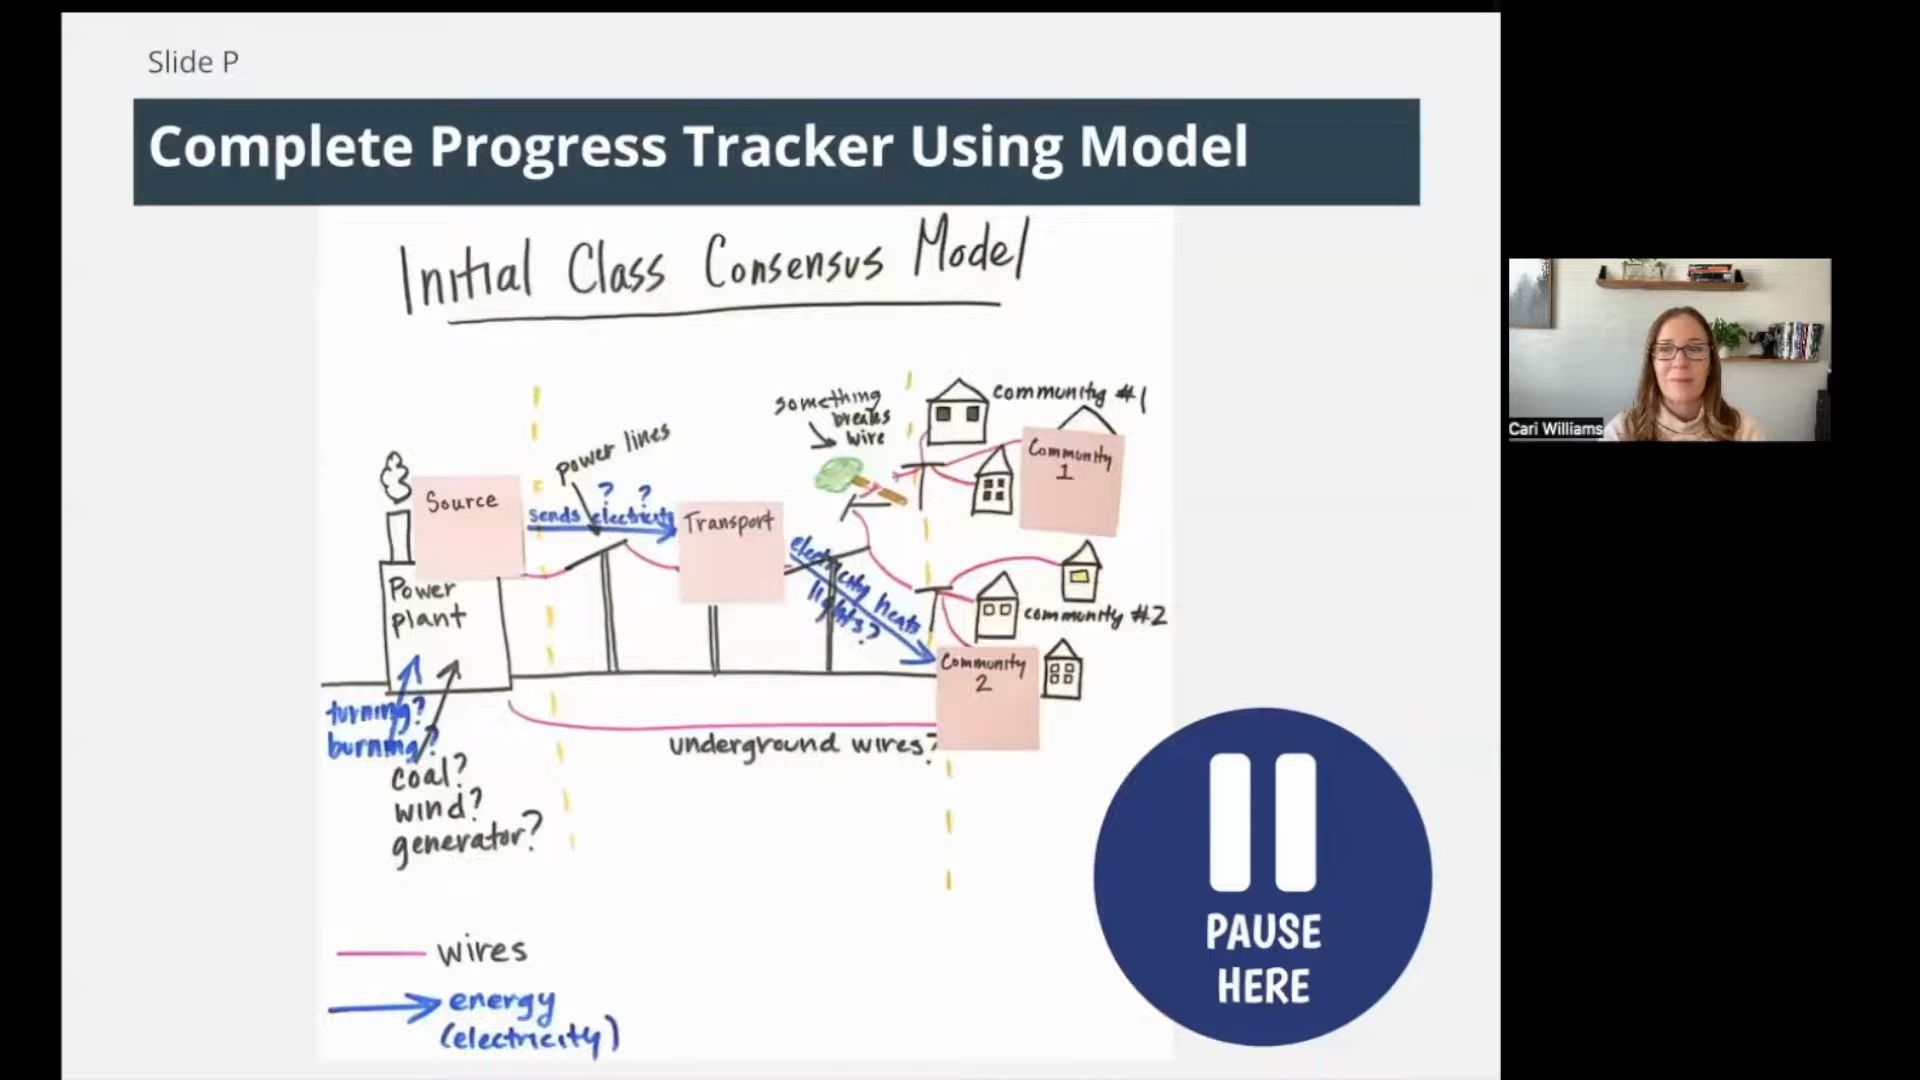 Slide P
Complete Progress Tracker Using Model
Initial Class Consensus Model
something
breaks
wire
community #1
Community
1
power lines
Source
? ?
sends electricity
Transport
electricity heats
lights?
Power
plant
community #2
Community
2
turning?
burning?
underground wires?
coal?
wind?
generator?
wires
energy
(electricity)
PAUSE
HERE
Cari Williams